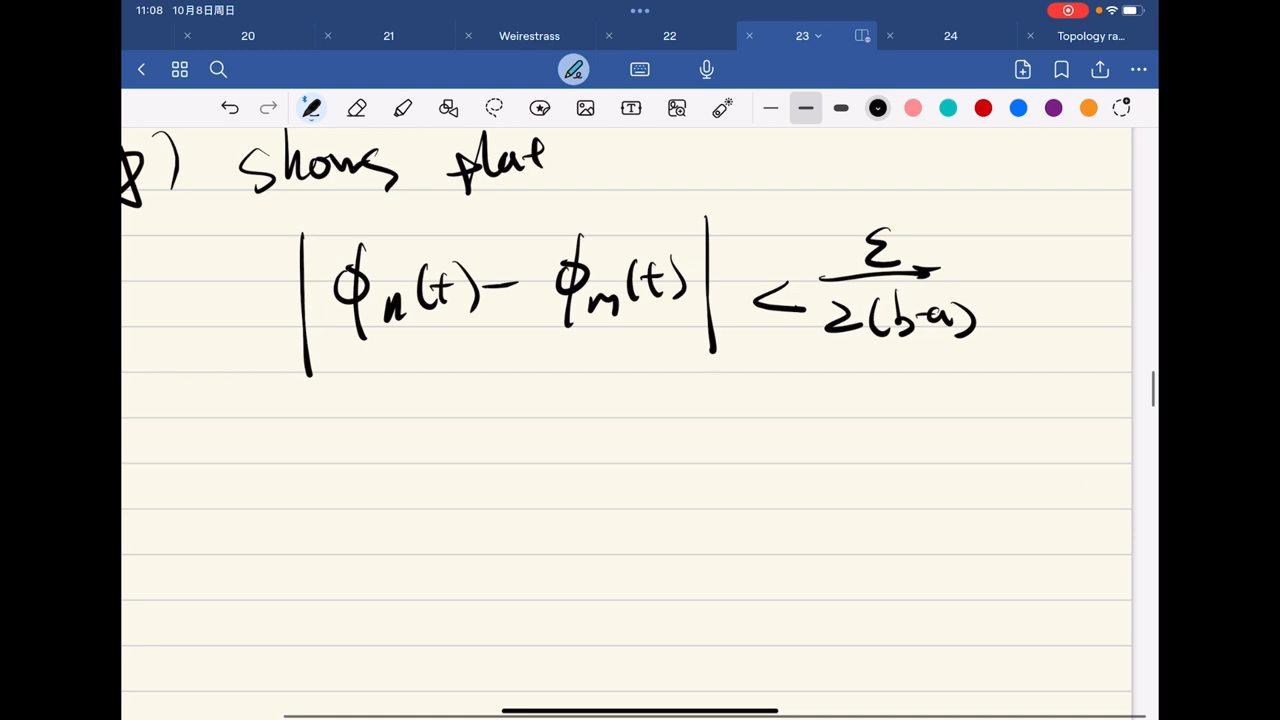 11:08 10月8日周日
20 21 Weirestrass 22 23 24 Topology ra...
) shows that
| ϕₙ(t) - ϕₘ(t) | < ε / 2(b-a)